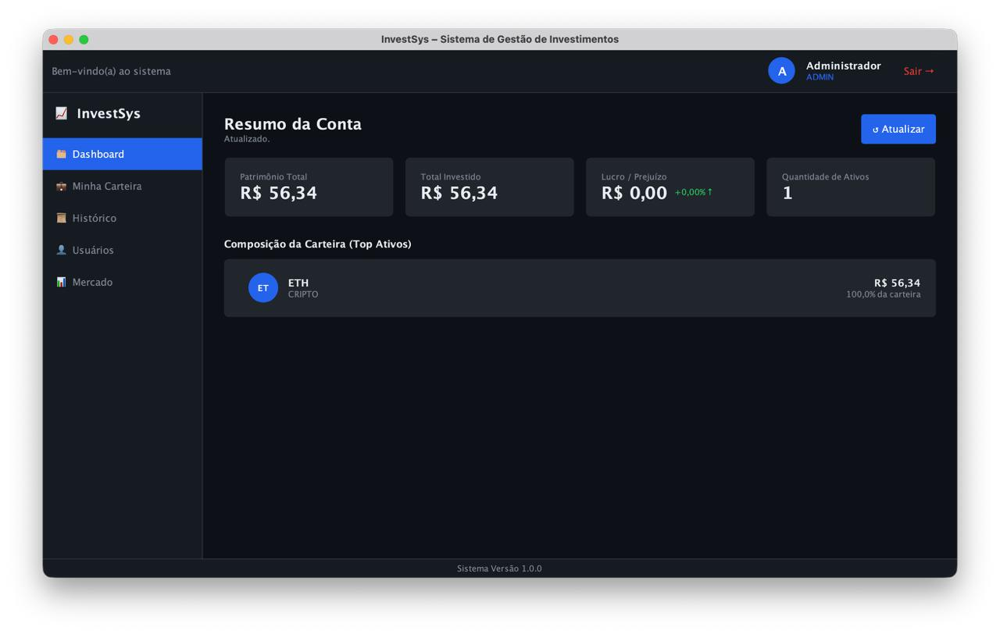 InvestSys – Sistema de Gestão de Investimentos
Bem-vindo(a) ao sistema
A
Administrador
ADMIN
Sair →
InvestSys
Dashboard
Minha Carteira
Histórico
Usuários
Mercado
Resumo da Conta
Atualizado.
↺ Atualizar
Patrimônio Total
R$ 56,34
Total Investido
R$ 56,34
Lucro / Prejuízo
R$ 0,00 +0,00% ↑
Quantidade de Ativos
1
Composição da Carteira (Top Ativos)
ET
ETH
CRIPTO
R$ 56,34
100,0% da carteira
Sistema Versão 1.0.0